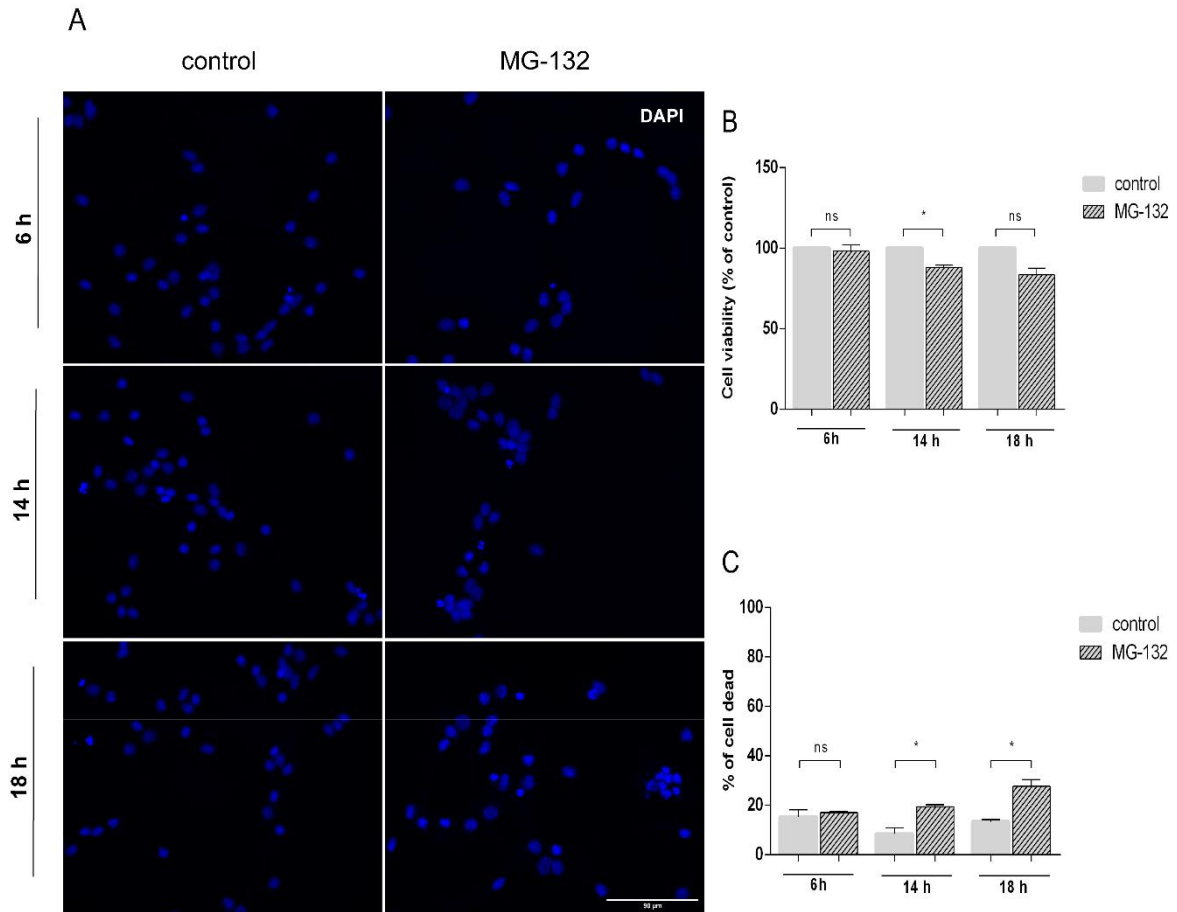 A
control
MG-132
DAPI
6 h
14 h
18 h
90 µm
B
150
100
50
0
Cell viability (% of control)
ns
*
ns
6h
14 h
18 h
control
MG-132
C
100
80
60
40
20
0
% of cell dead
ns
*
*
6h
14 h
18 h
control
MG-132